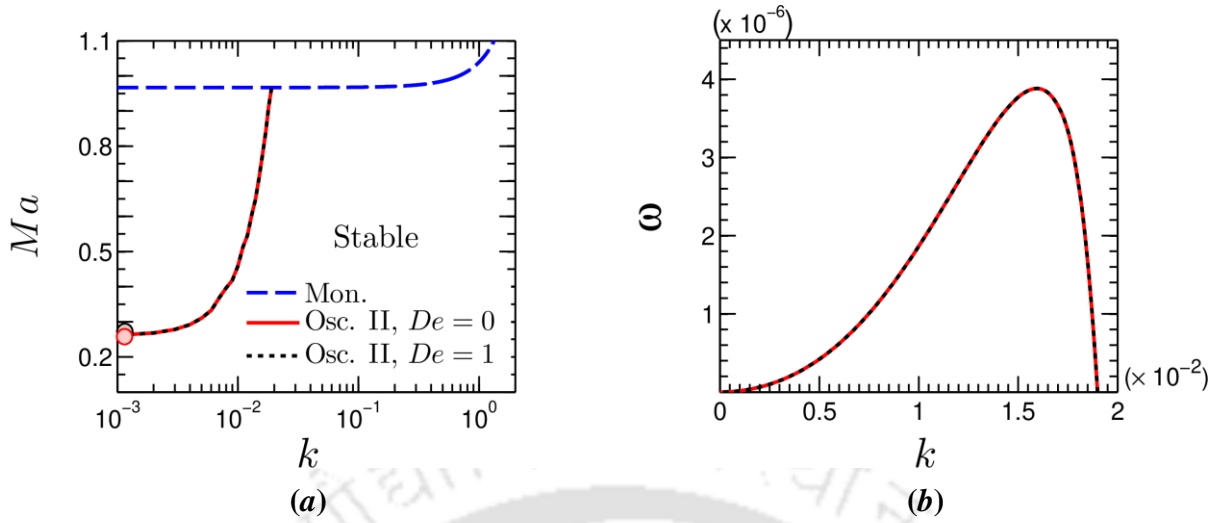 1.1
0.8
0.5
0.2
Ma
10⁻³
10⁻²
10⁻¹
10⁰
k
Stable
Mon.
Osc. II, De = 0
Osc. II, De = 1
(a)
(x 10⁻⁶)
4
4
2
1
0
ω
0
0.5
1
1.5
2
(x 10⁻²)
k
(b)